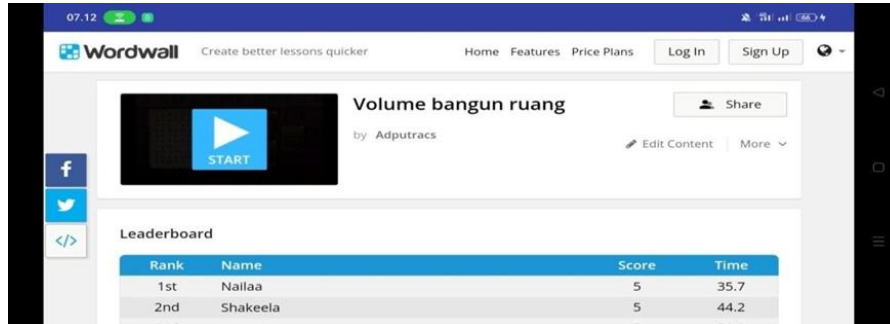 07.12
66
Wordwall Create better lessons quicker Home Features Price Plans Log In Sign Up
START
Volume bangun ruang
by Adputracs
Share
Edit Content More
Leaderboard
Rank Name Score Time
1st Nailaa 5 35.7
2nd Shakeela 5 44.2